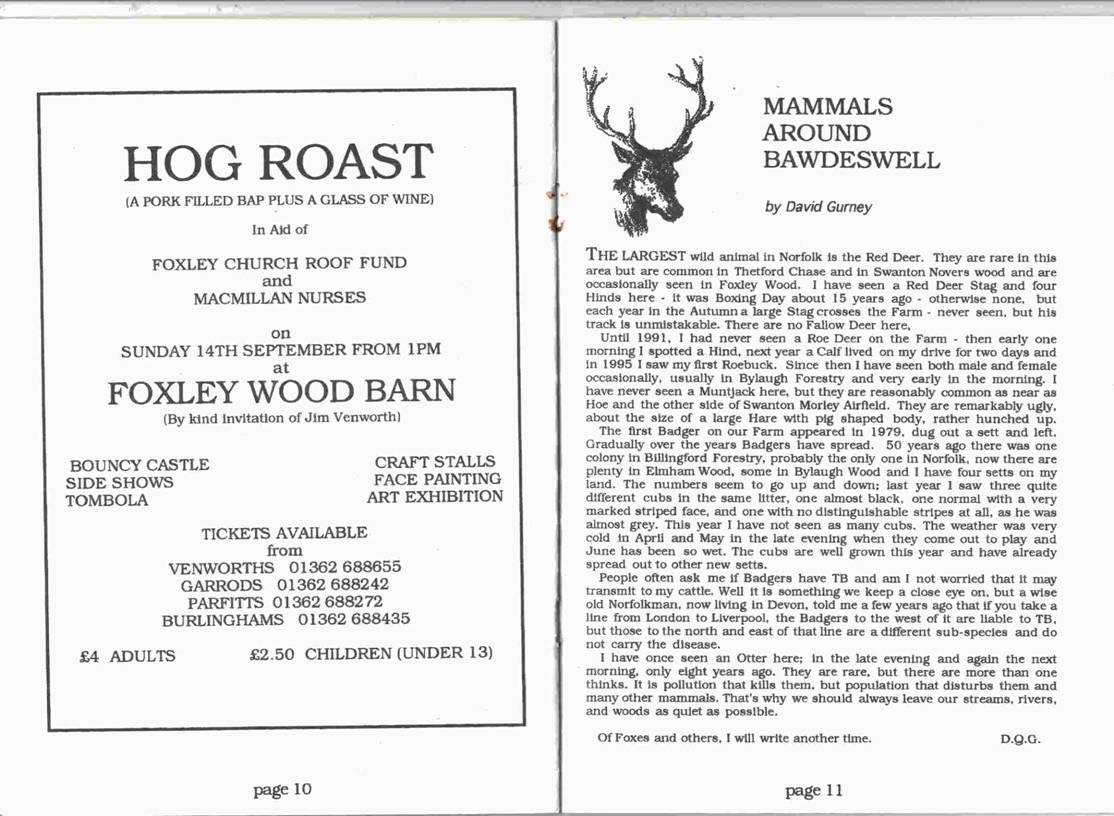 HOG ROAST
(A PORK FILLED BAP PLUS A GLASS OF WINE)
In Aid of
FOXLEY CHURCH ROOF FUND
and
MACMILLAN NURSES
on
SUNDAY 14TH SEPTEMBER FROM 1PM
at
FOXLEY WOOD BARN
(By kind invitation of Jim Venworth)
BOUNCY CASTLE
SIDE SHOWS
TOMBOLA
CRAFT STALLS
FACE PAINTING
ART EXHIBITION
TICKETS AVAILABLE
from
VENWORTHS 01362 688655
GARRODS 01362 688242
PARFITTS 01362 688272
BURLINGHAMS 01362 688435
£4 ADULTS £2.50 CHILDREN (UNDER 13)
page 10
MAMMALS
AROUND
BAWDESWELL
by David Gurney
THE LARGEST wild animal in Norfolk is the Red Deer. They are rare in this
area but are common in Thetford Chase and in Swanton Novers wood and are
occasionally seen in Foxley Wood. I have seen a Red Deer Stag and four
Hinds here - it was Boxing Day about 15 years ago - otherwise none, but
each year in the Autumn a large Stag crosses the Farm - never seen, but his
track is unmistakable. There are no Fallow Deer here,
Until 1991, I had never seen a Roe Deer on the Farm - then early one
morning I spotted a Hind, next year a Calf lived on my drive for two days and
in 1995 I saw my first Roebuck. Since then I have seen both male and female
occasionally, usually in Bylaugh Forestry and very early in the morning. I
have never seen a Muntjack here, but they are reasonably common as near as
Hoe and the other side of Swanton Morley Airfield. They are remarkably ugly,
about the size of a large Hare with pig shaped body, rather hunched up.
The first Badger on our Farm appeared in 1979, dug out a sett and left.
Gradually over the years Badgers have spread. 50 years ago there was one
colony in Billingford Forestry, probably the only one in Norfolk, now there are
plenty in Elmham Wood, some in Bylaugh Wood and I have four setts on my
land. The numbers seem to go up and down; last year I saw three quite
different cubs in the same litter, one almost black, one normal with a very
marked striped face, and one with no distinguishable stripes at all, as he was
almost grey. This year I have not seen as many cubs. The weather was very
cold in April and May in the late evening when they come out to play and
June has been so wet. The cubs are well grown this year and have already
spread out to other new setts.
People often ask me if Badgers have TB and am I not worried that it may
transmit to my cattle. Well it is something we keep a close eye on, but a wise
old Norfolkman, now living in Devon, told me a few years ago that if you take a
line from London to Liverpool, the Badgers to the west of it are liable to TB,
but those to the north and east of that line are a different sub-species and do
not carry the disease.
I have once seen an Otter here; in the late evening and again the next
morning, only eight years ago. They are rare, but there are more than one
thinks. It is pollution that kills them, but population that disturbs them and
many other mammals. That's why we should always leave our streams, rivers,
and woods as quiet as possible.
Of Foxes and others, I will write another time. D.Q.G.
page 11